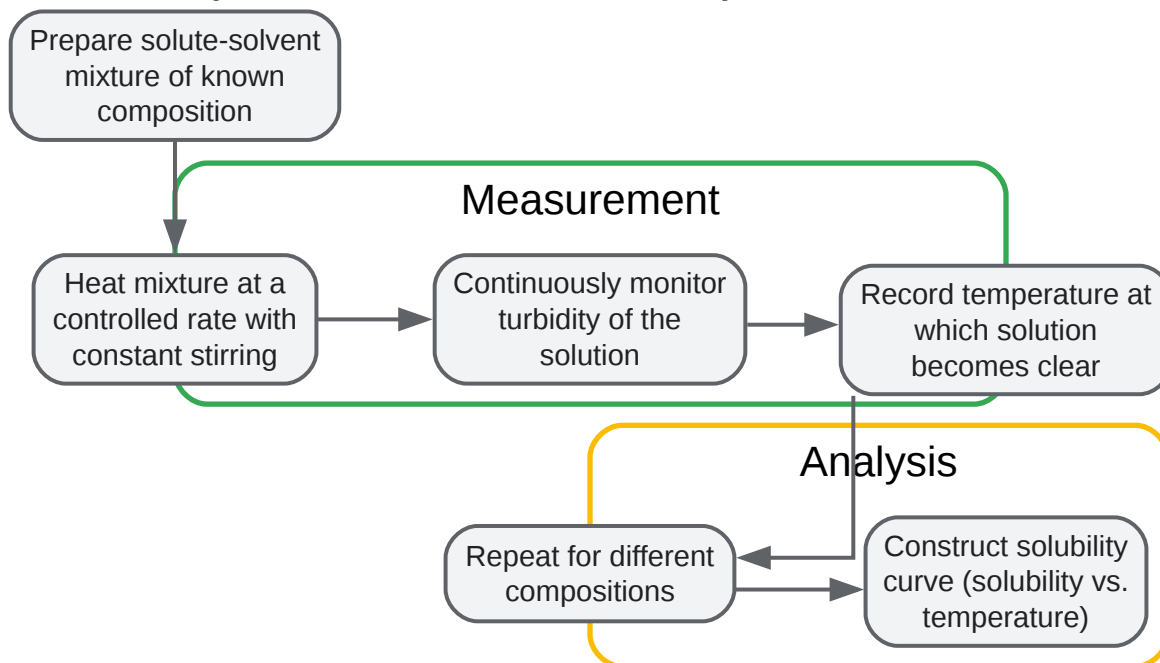 Prepare solute-solvent
mixture of known
composition
Measurement
Heat mixture at a
controlled rate with
constant stirring
Continuously monitor
turbidity of the
solution
Record temperature at
which solution
becomes clear
Analysis
Repeat for different
compositions
Construct solubility
curve (solubility vs.
temperature)